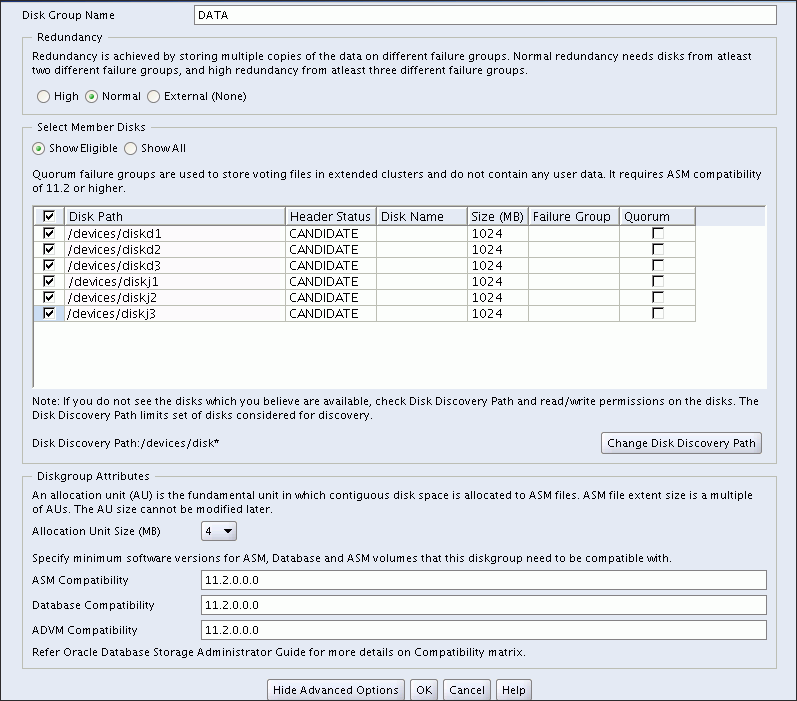 Disk Group Name DATA
Redundancy
Redundancy is achieved by storing multiple copies of the data on different failure groups. Normal redundancy needs disks from atleast
two different failure groups, and high redundancy from atleast three different failure groups.
High Normal External (None)
Select Member Disks
Show Eligible Show All
Quorum failure groups are used to store voting files in extended clusters and do not contain any user data. It requires ASM compatibility
of 11.2 or higher.
Disk Path Header Status Disk Name Size (MB) Failure Group Quorum
/devices/diskd1 CANDIDATE 1024
/devices/diskd2 CANDIDATE 1024
/devices/diskd3 CANDIDATE 1024
/devices/diskj1 CANDIDATE 1024
/devices/diskj2 CANDIDATE 1024
/devices/diskj3 CANDIDATE 1024
Note: If you do not see the disks which you believe are available, check Disk Discovery Path and read/write permissions on the disks. The
Disk Discovery Path limits set of disks considered for discovery.
Disk Discovery Path:/devices/disk* Change Disk Discovery Path
Diskgroup Attributes
An allocation unit (AU) is the fundamental unit in which contiguous disk space is allocated to ASM files. ASM file extent size is a multiple
of AUs. The AU size cannot be modified later.
Allocation Unit Size (MB) 4
Specify minimum software versions for ASM, Database and ASM volumes that this diskgroup need to be compatible with.
ASM Compatibility 11.2.0.0.0
Database Compatibility 11.2.0.0.0
ADVM Compatibility 11.2.0.0.0
Refer Oracle Database Storage Administrator Guide for more details on Compatibility matrix.
Hide Advanced Options OK Cancel Help